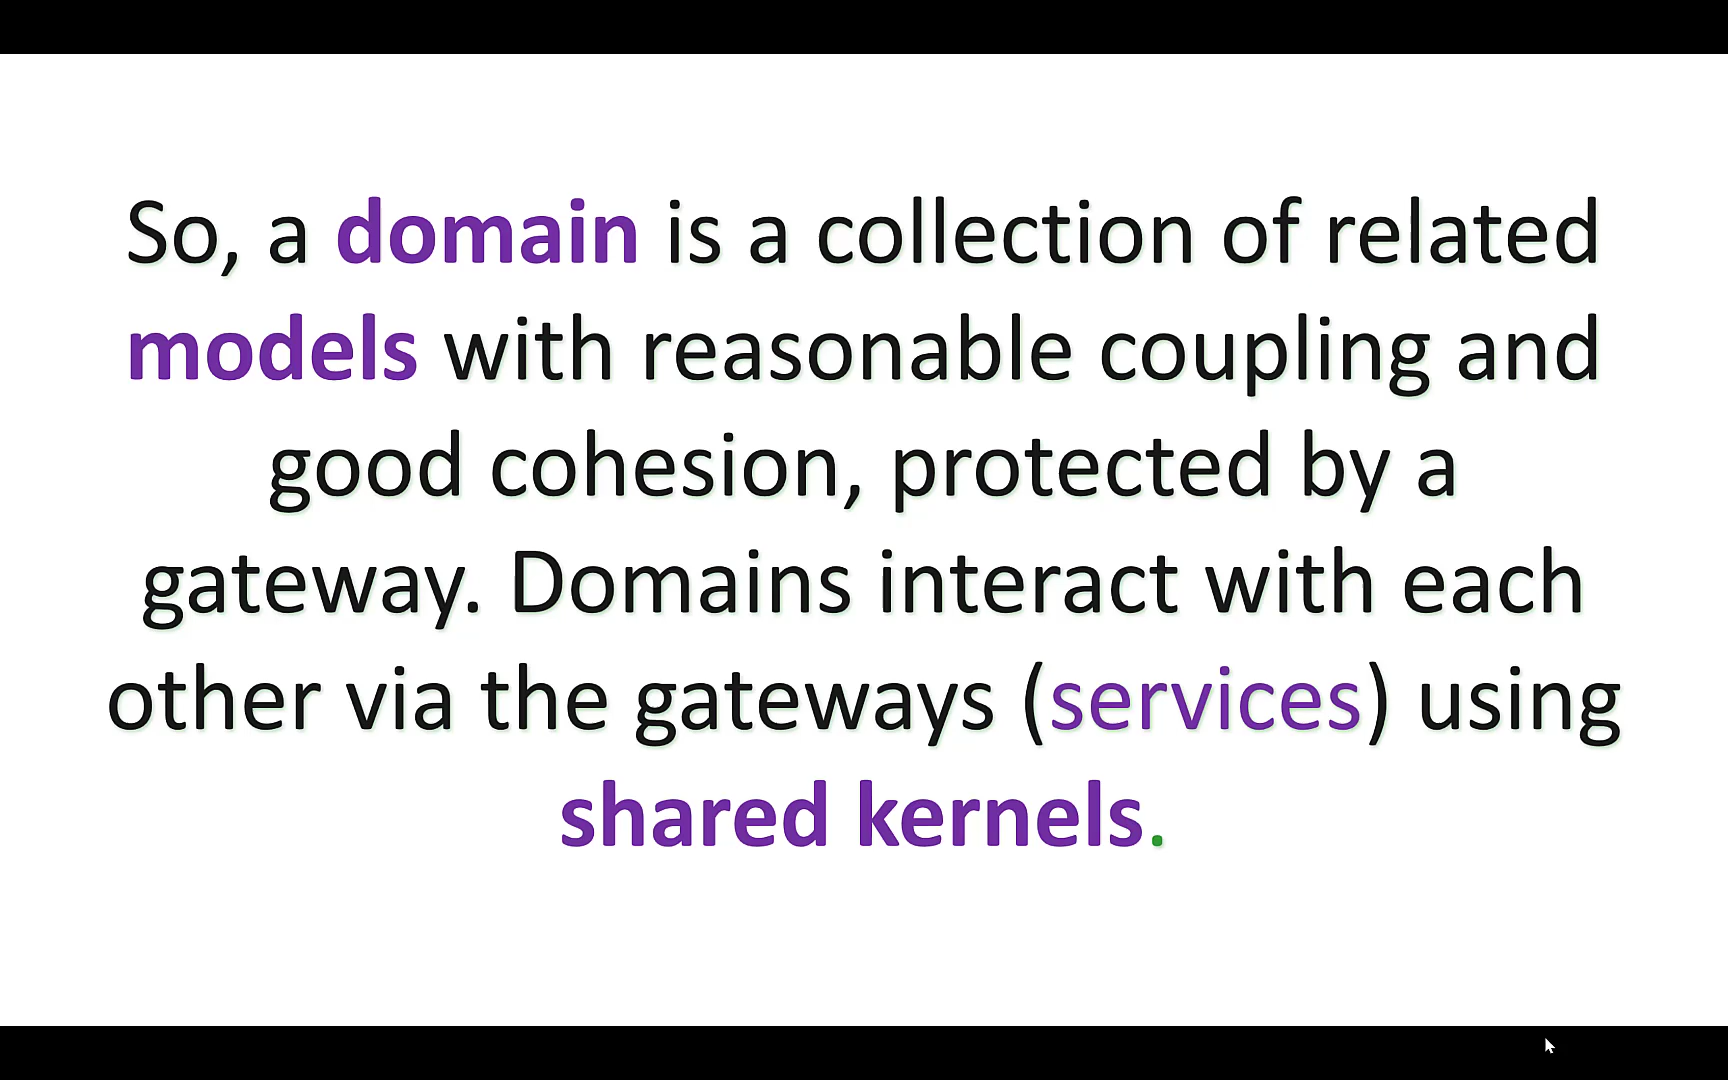 So, a domain is a collection of related
models with reasonable coupling and
good cohesion, protected by a
gateway. Domains interact with each
other via the gateways (services) using
shared kernels.